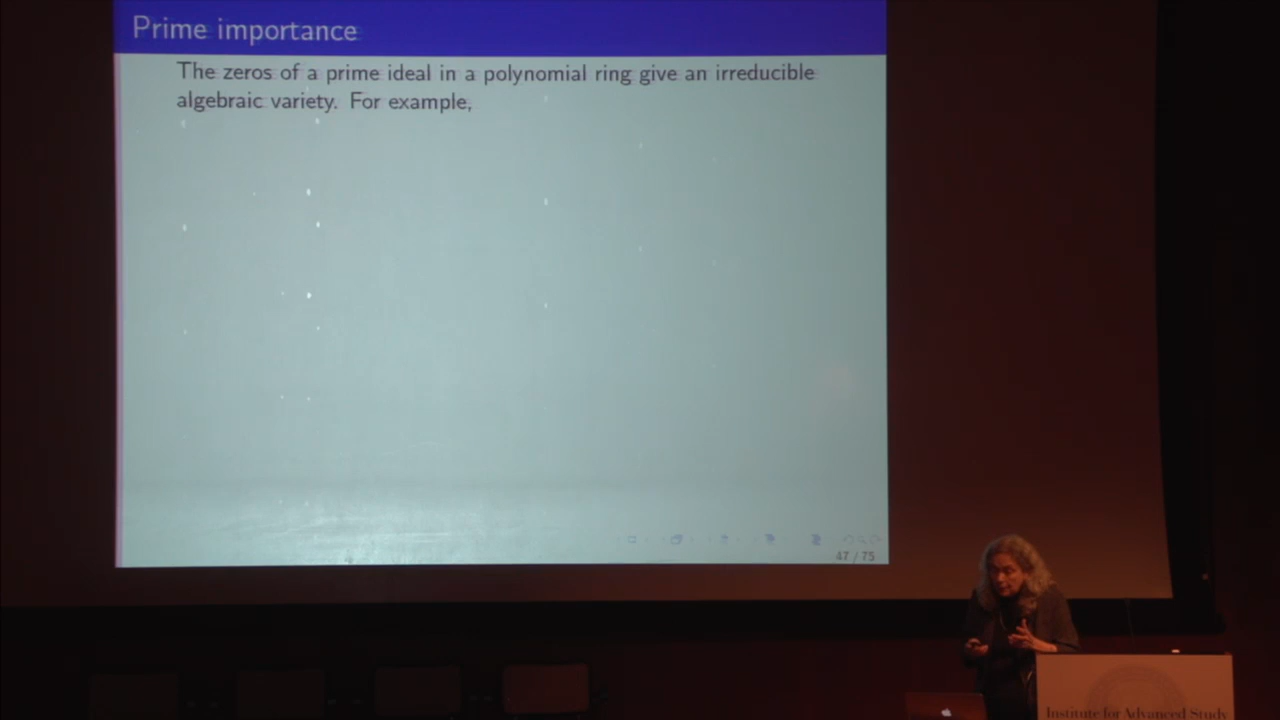 Prime importance
The zeros of a prime ideal in a polynomial ring give an irreducible
algebraic variety. For example,
47 / 75
Institute for Advanced Study